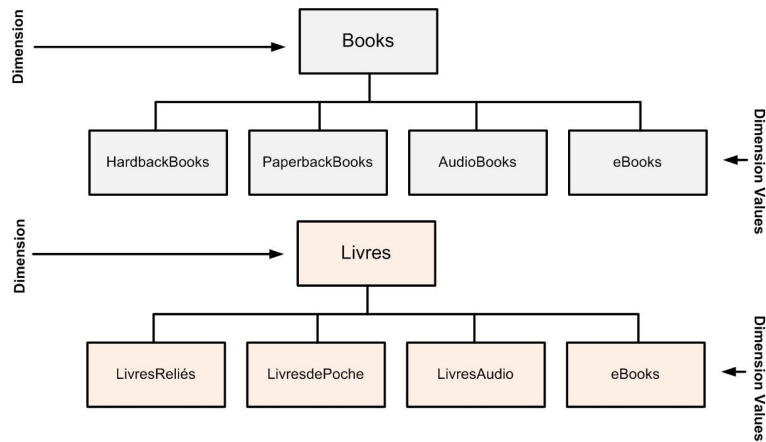 Dimension
Books
HardbackBooks
PaperbackBooks
AudioBooks
eBooks
Dimension Values
Dimension
Livres
LivresReliés
LivresdePoche
LivresAudio
eBooks
Dimension Values